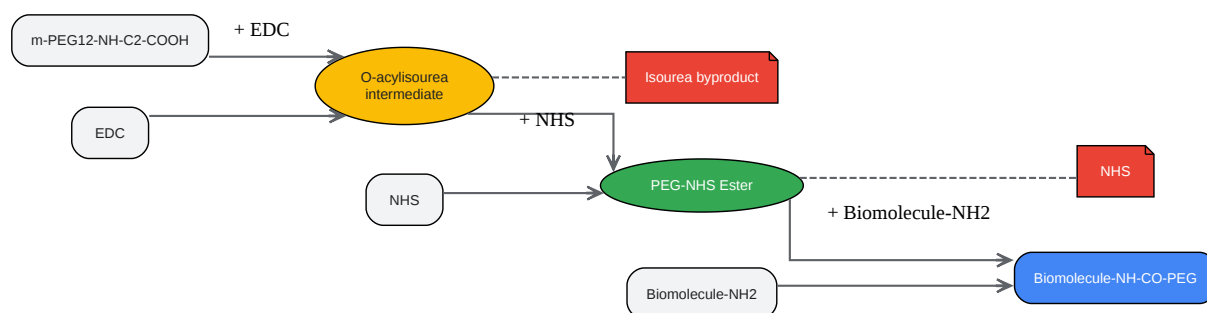 m-PEG12-NH-C2-COOH
+ EDC
O-acylisourea
intermediate
Isourea byproduct
EDC
+ NHS
NHS
PEG-NHS Ester
NHS
+ Biomolecule-NH2
Biomolecule-NH2
Biomolecule-NH-CO-PEG